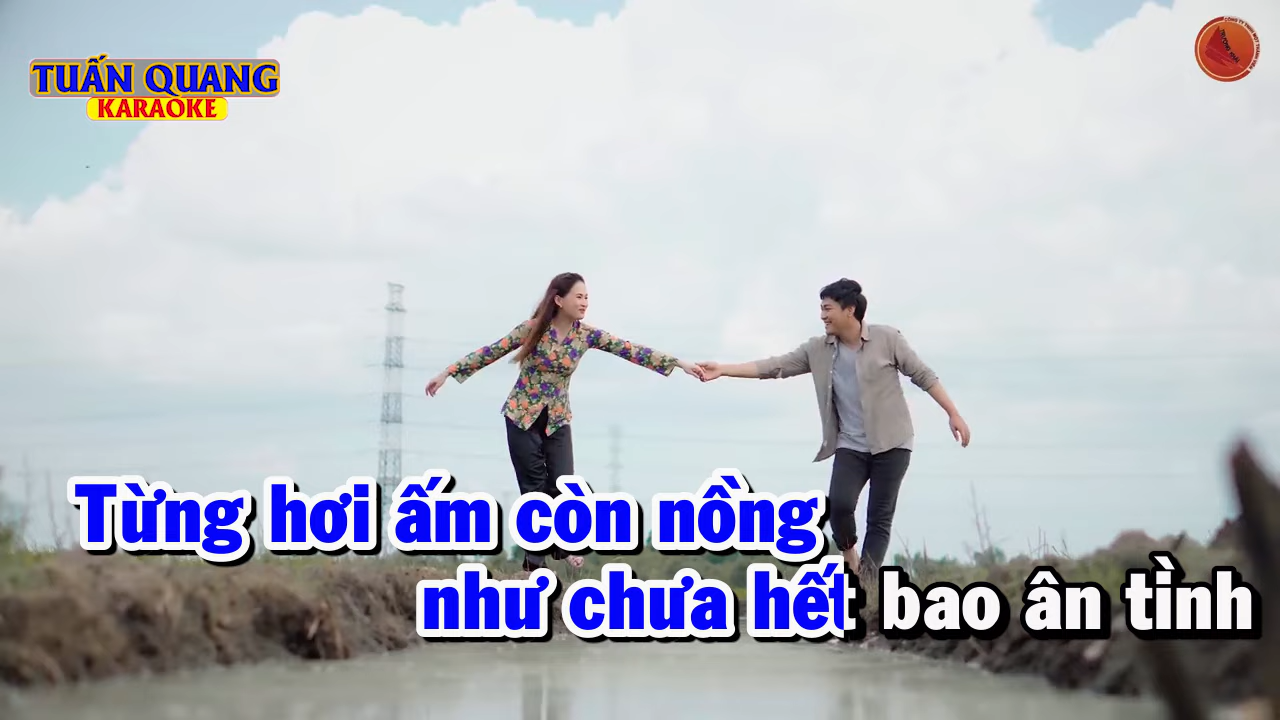 TUẤN QUANG
KARAOKE
Từng hơi ấm còn nồng
như chưa hết bao ân tình